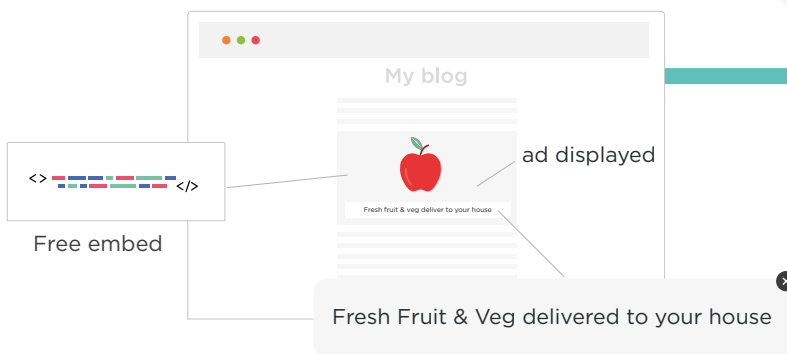 My blog
ad displayed
<> </>
Fresh fruit & veg deliver to your house
Free embed
Fresh Fruit & Veg delivered to your house